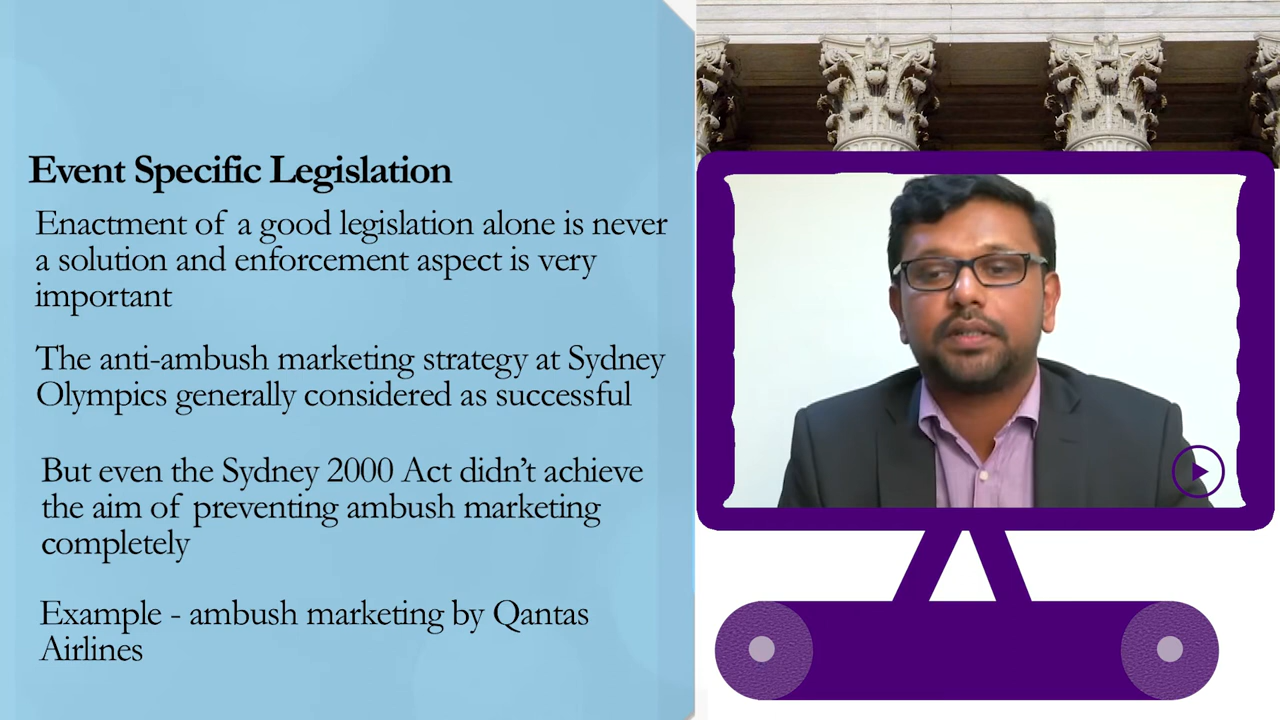 Event Specific Legislation
Enactment of a good legislation alone is never
a solution and enforcement aspect is very
important
The anti-ambush marketing strategy at Sydney
Olympics generally considered as successful
But even the Sydney 2000 Act didn’t achieve
the aim of preventing ambush marketing
completely
Example - ambush marketing by Qantas
Airlines